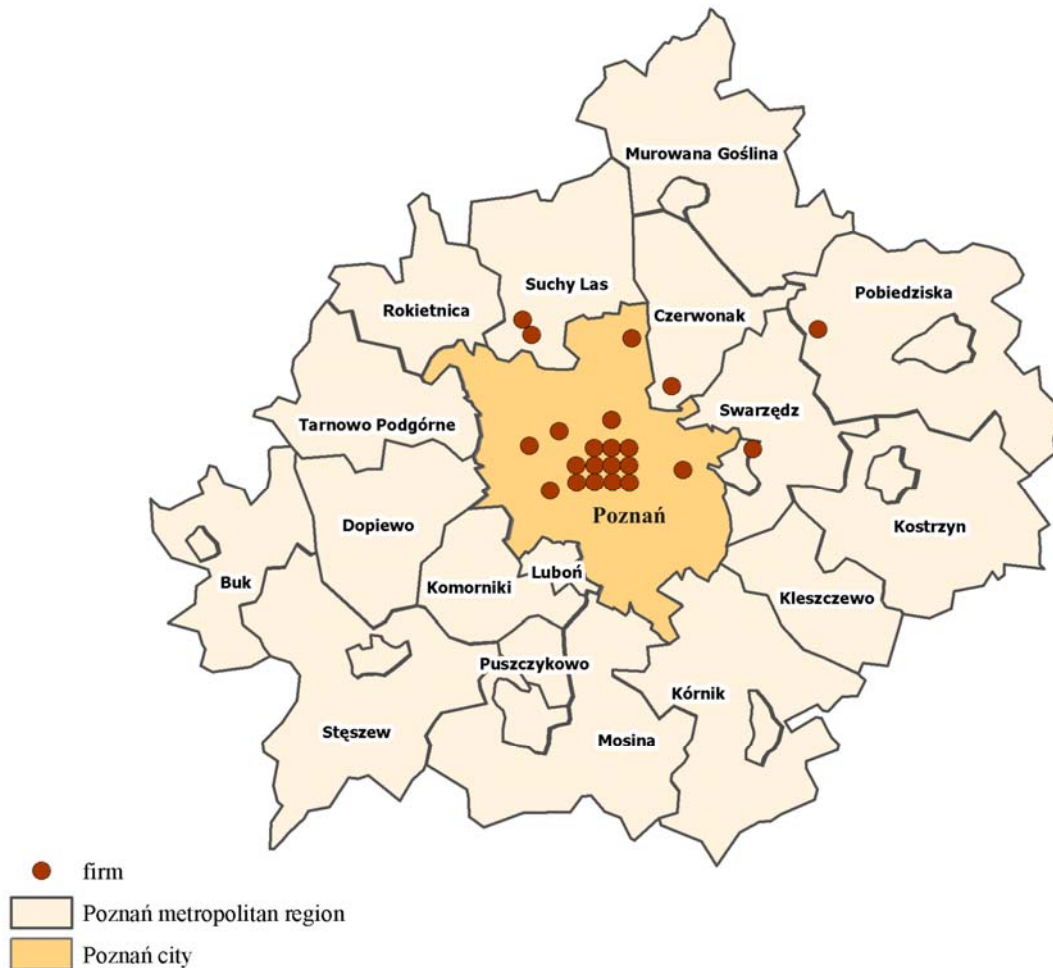 Murowana Goślina
Pobiedziska
Suchy Las
Rokietnica
Czerwonak
Swarzędz
Tarnowo Podgórne
Poznań
Kostrzyn
Dopiewo
Luboń
Buk
Komorniki
Kleszczewo
Puszczykowo
Kórnik
Stęszew
Mosina
firm
Poznań metropolitan region
Poznań city